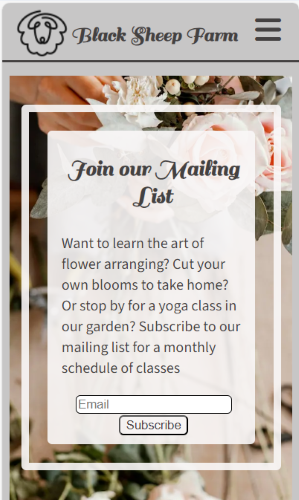 Black Sheep Farm
Join our Mailing
List
Want to learn the art of
flower arranging? Cut your
own blooms to take home?
Or stop by for a yoga class in
our garden? Subscribe to our
mailing list for a monthly
schedule of classes
Email
Subscribe